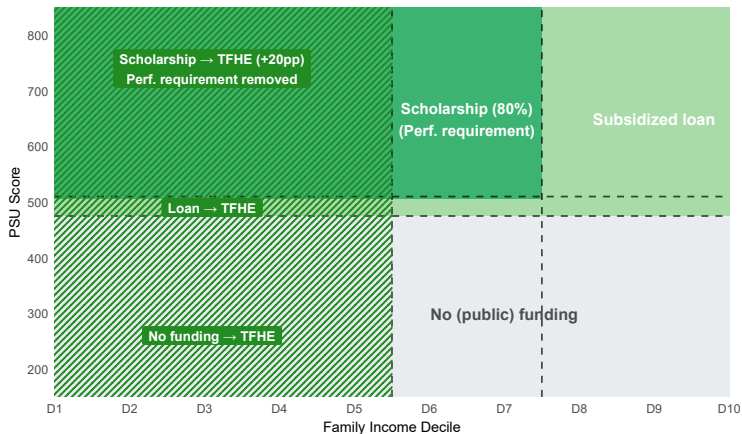 850
Scholarship → TFHE (+20pp)
Perf. requirement removed
700
Scholarship (80%)
(Perf. requirement)
Subsidized loan
600
PSU Score
500
Loan → TFHE
400
300
No (public) funding
No funding → TFHE
200
D1 D2 D3 D4 D5 D6 D7 D8 D9 D10
Family Income Decile